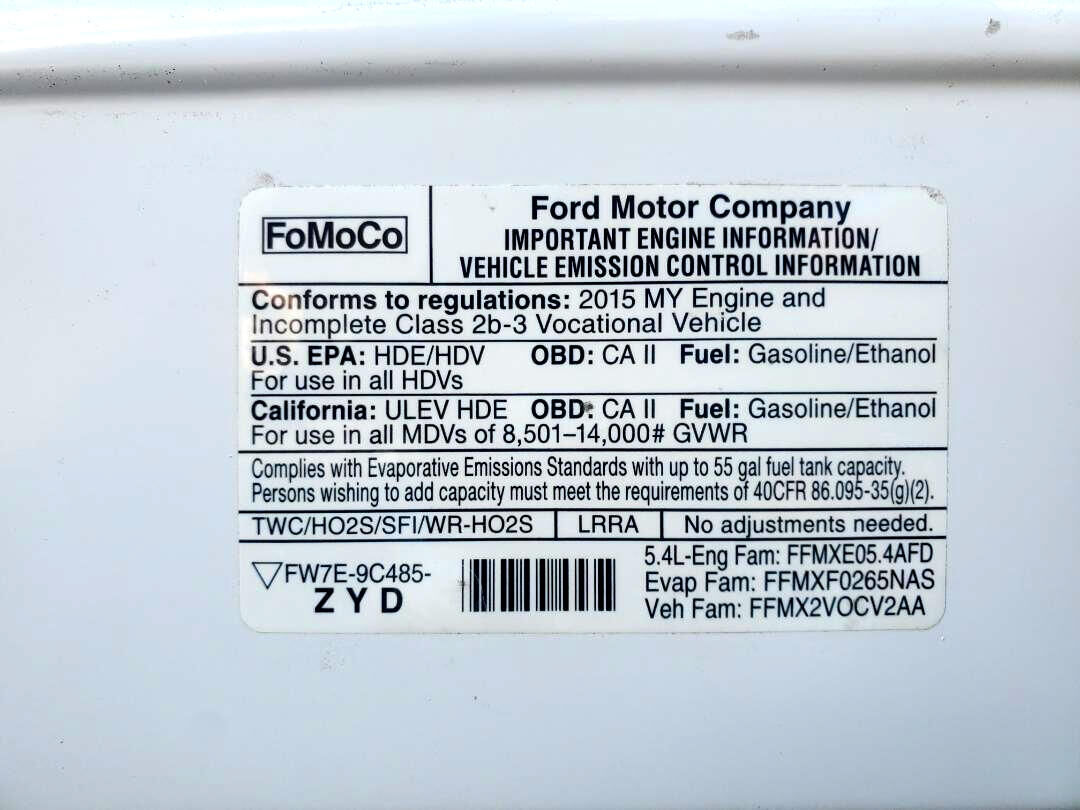 FoMoCo
Ford Motor Company
IMPORTANT ENGINE INFORMATION/
VEHICLE EMISSION CONTROL INFORMATION
Conforms to regulations: 2015 MY Engine and
Incomplete Class 2b-3 Vocational Vehicle
U.S. EPA: HDE/HDV OBD: CA II Fuel: Gasoline/Ethanol
For use in all HDVs
California: ULEV HDE OBD: CA II Fuel: Gasoline/Ethanol
For use in all MDVs of 8,501–14,000# GVWR
Complies with Evaporative Emissions Standards with up to 55 gal fuel tank capacity.
Persons wishing to add capacity must meet the requirements of 40CFR 86.095-35(g)(2).
TWC/HO2S/SFI/WR-HO2S LRRA No adjustments needed.
FW7E-9C485-
ZYD
5.4L-Eng Fam: FFMXE05.4AFD
Evap Fam: FFMXF0265NAS
Veh Fam: FFMX2VOCV2AA